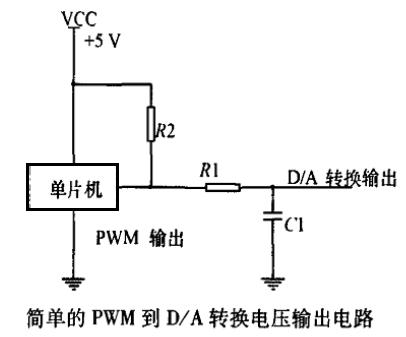 VCC
+5 V
R2
R1
D/A 转换输出
单片机
C1
PWM 输出
简单的 PWM 到 D/A 转换电压输出电路